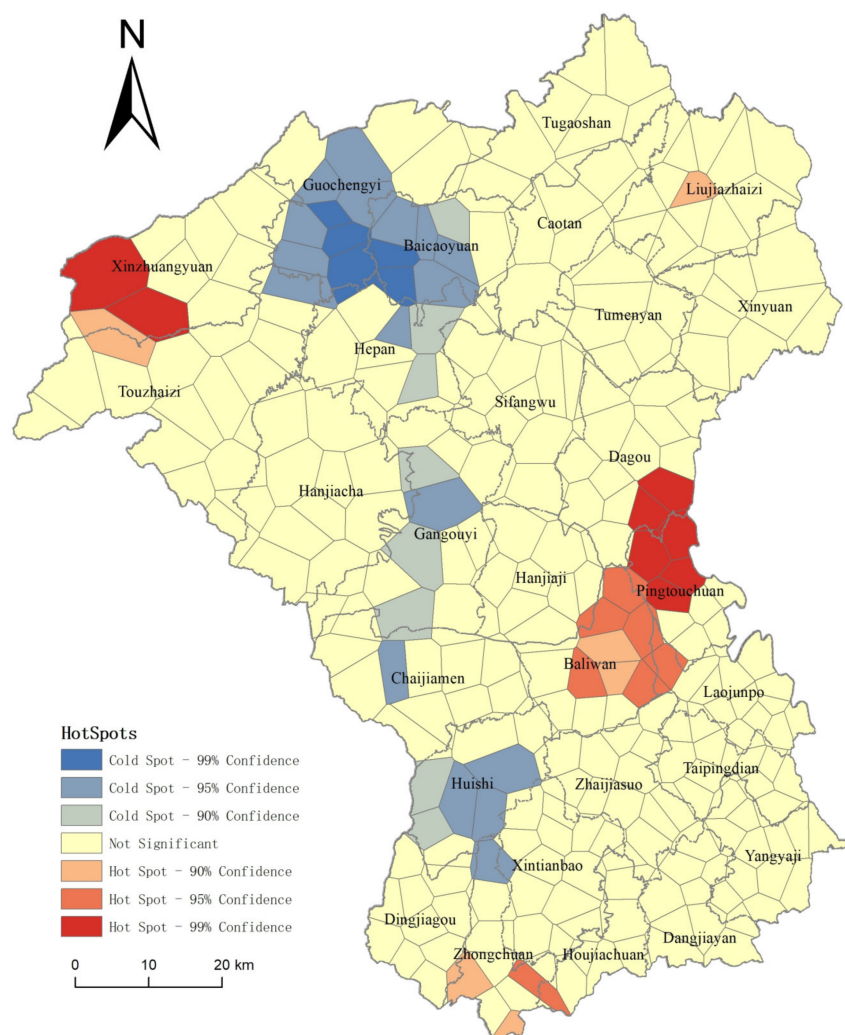 N
Tugaoshan
Guochengyi
Liujiazhaizi
Caotan
Baicaoyuan
Xinzhuangyuan
Xinyuan
Tumenyan
Hepan
Touzhaizi
Sifangwu
Dagou
Hanjiacha
Gangouyi
Hanjiaji
Pingtouchuan
Baliwan
Chaijiamen
Laojunpo
HotSpots
Cold Spot - 99% Confidence
Cold Spot - 95% Confidence
Cold Spot - 90% Confidence
Not Significant
Hot Spot - 90% Confidence
Hot Spot - 95% Confidence
Hot Spot - 99% Confidence
Taipingdian
Huishi
Zhaijiasuo
Yangyaji
Xintianbao
Dingjiagou
Dangjiayan
Zhongchuan
Houjiachuan
0 10 20 km